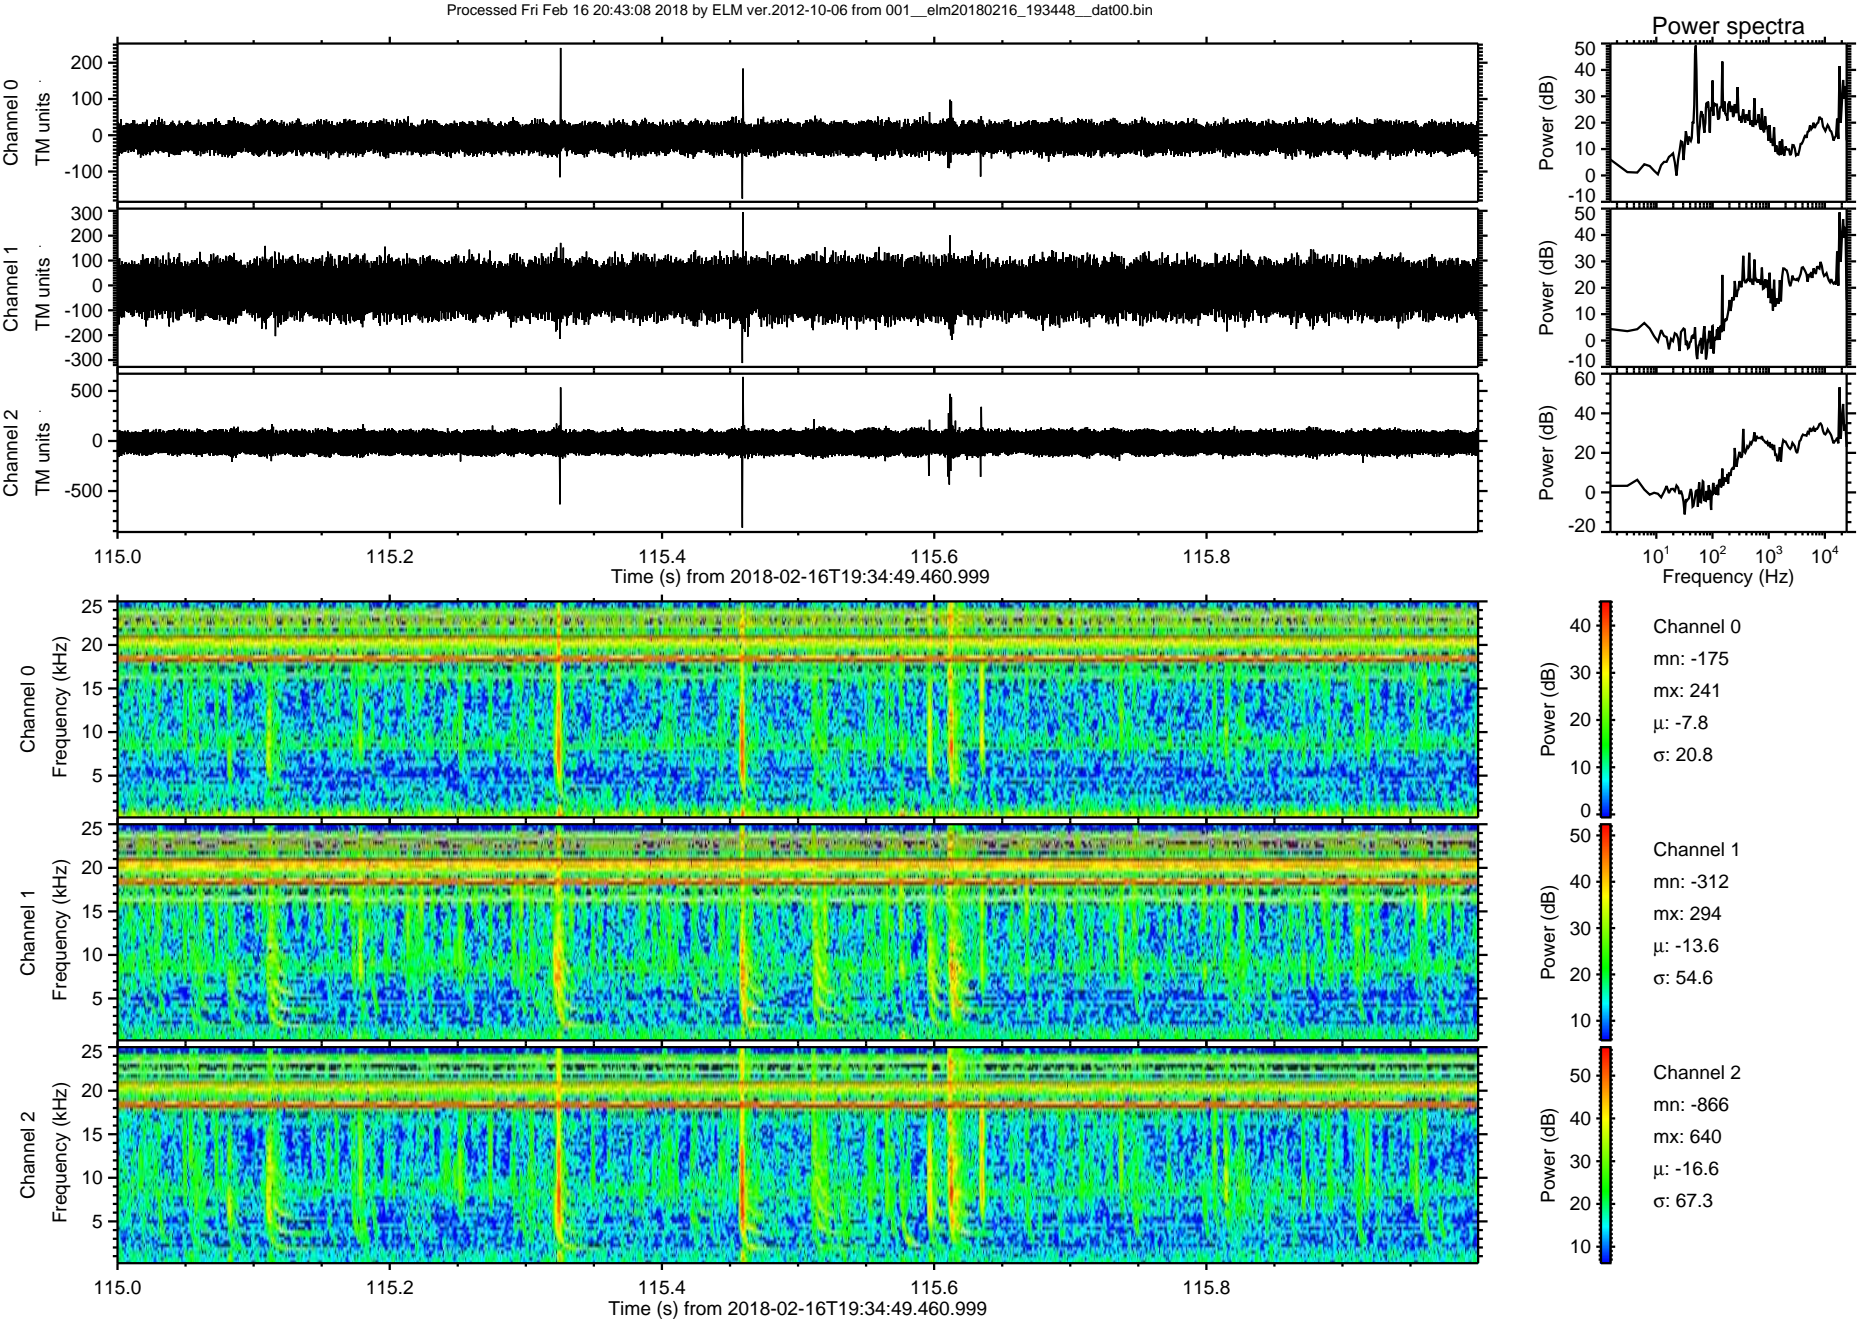 Processed Fri Feb 16 20:43:08 2018 by ELM ver.2012-10-06 from 001__elm20180216_193448__dat00.bin
Power spectra
Channel 0
TM units
200
100
0
-100
Power (dB)
50
40
30
20
10
0
-10
Channel 1
TM units
300
200
100
0
-100
-200
-300
Power (dB)
50
40
30
20
10
0
-10
Channel 2
TM units
500
0
-500
Power (dB)
60
40
20
0
-20
115.0 115.2 115.4 115.6 115.8
Time (s) from 2018-02-16T19:34:49.460.999
10¹ 10² 10³ 10⁴
Frequency (Hz)
Channel 0
Frequency (kHz)
25
20
15
10
5
Power (dB)
40
30
20
10
0
Channel 0
mn: -175
mx: 241
µ: -7.8
σ: 20.8
Channel 1
Frequency (kHz)
25
20
15
10
5
Power (dB)
50
40
30
20
10
Channel 1
mn: -312
mx: 294
µ: -13.6
σ: 54.6
Channel 2
Frequency (kHz)
25
20
15
10
5
Power (dB)
50
40
30
20
10
Channel 2
mn: -866
mx: 640
µ: -16.6
σ: 67.3
115.0 115.2 115.4 115.6 115.8
Time (s) from 2018-02-16T19:34:49.460.999